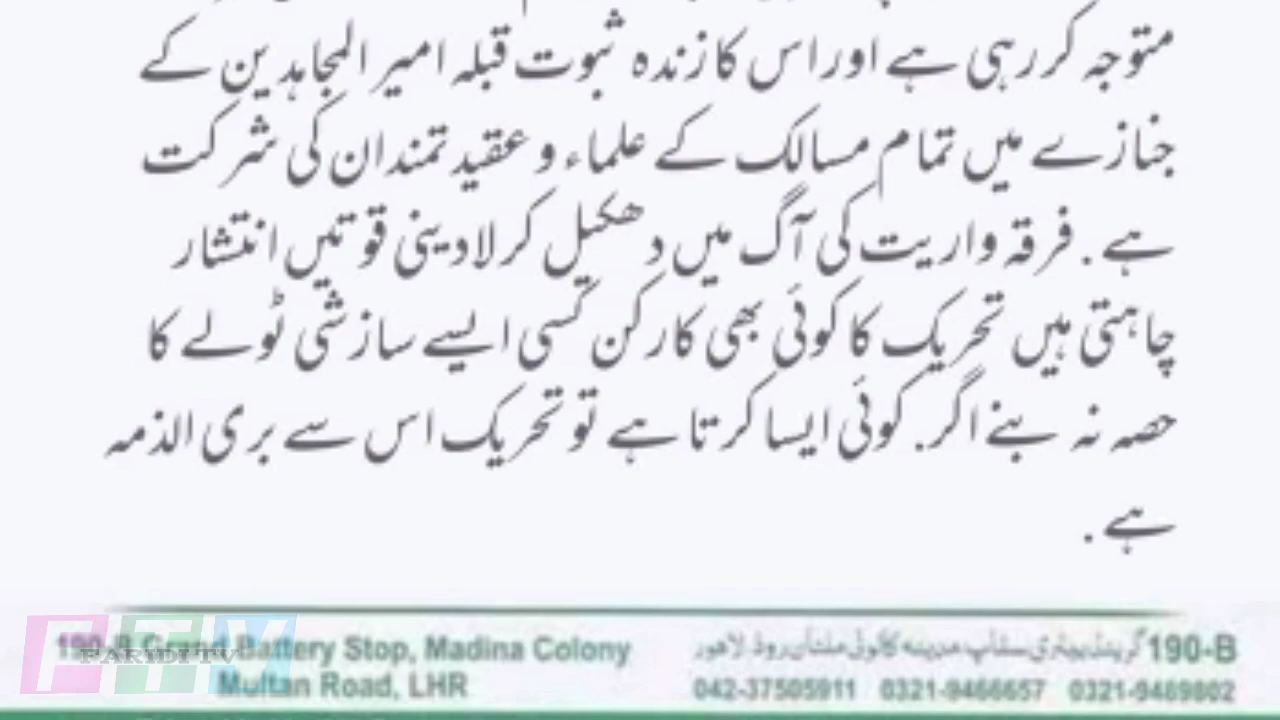 متوجہ کر رہی ہے اور اس کا زندہ ثبوت قبلہ امیر المجاہدین کے
جنازے میں تمام مسالک کے علماء و عقیدتمندان کی شرکت
ہے. فرقہ واریت کی آگ میں دھکیل کر لادینی قوتیں انتشار
چاہتی ہیں تحریک کا کوئی بھی کارکن کسی ایسے سازشی ٹولے کا
حصہ نہ بنے اگر. کوئی ایسا کرتا ہے تو تحریک اس سے بری الذمہ
ہے.
190-B Grand Battery Stop, Madina Colony
Multan Road, LHR
190-B گرینڈ بیٹری سٹاپ مدینہ کالونی ملتان روڈ لاہور
042-37505911 0321-9466657 0321-9489802
FTV
FARIDI TV